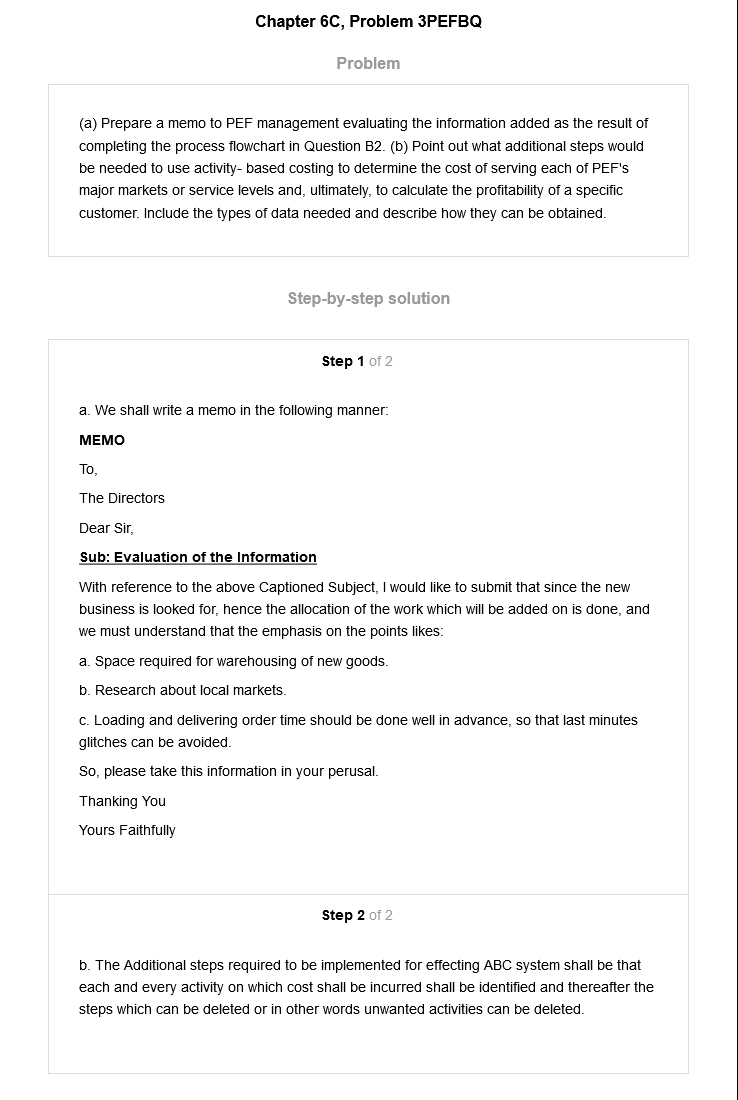 Chapter 6C, Problem 3PEFBQ
Problem
(a) Prepare a memo to PEF management evaluating the information added as the result of
completing the process flowchart in Question B2. (b) Point out what additional steps would
be needed to use activity- based costing to determine the cost of serving each of PEF's
major markets or service levels and, ultimately, to calculate the profitability of a specific
customer. Include the types of data needed and describe how they can be obtained.
Step-by-step solution
Step 1 of 2
a. We shall write a memo in the following manner:
MEMO
To,
The Directors
Dear Sir,
Sub: Evaluation of the Information
With reference to the above Captioned Subject, I would like to submit that since the new
business is looked for, hence the allocation of the work which will be added on is done, and
we must understand that the emphasis on the points likes:
a. Space required for warehousing of new goods.
b. Research about local markets.
c. Loading and delivering order time should be done well in advance, so that last minutes
glitches can be avoided.
So, please take this information in your perusal.
Thanking You
Yours Faithfully
Step 2 of 2
b. The Additional steps required to be implemented for effecting ABC system shall be that
each and every activity on which cost shall be incurred shall be identified and thereafter the
steps which can be deleted or in other words unwanted activities can be deleted.